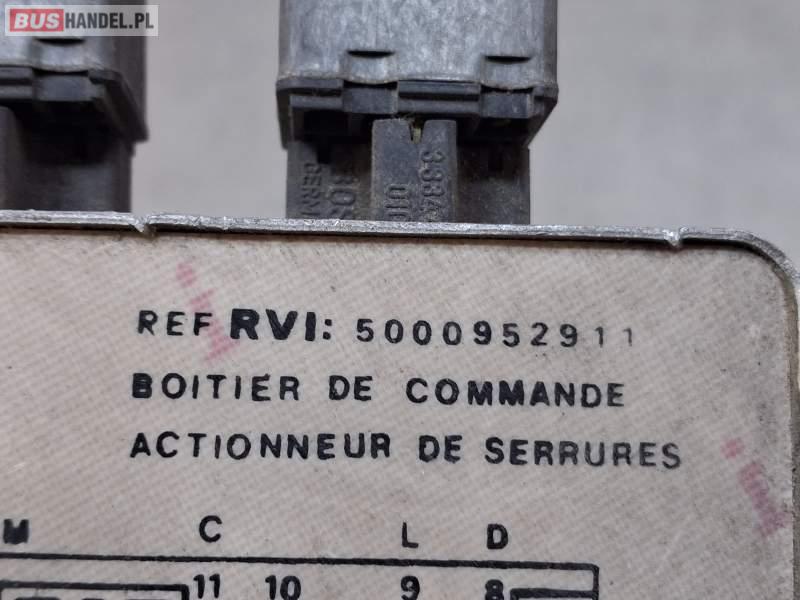 BUSHANDEL.PL
REF RVI: 5000952911
BOITIER DE COMMANDE
ACTIONNEUR DE SERRURES
M C L D
11 10 9 8